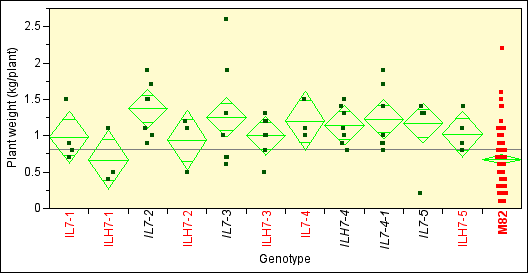 Plant weight (kg/plant)
2.5
2
1.5
1
0.5
0
IL7-1
ILH7-1
IL7-2
ILH7-2
IL7-3
ILH7-3
IL7-4
ILH7-4
IL7-4-1
IL7-5
ILH7-5
M82
Genotype